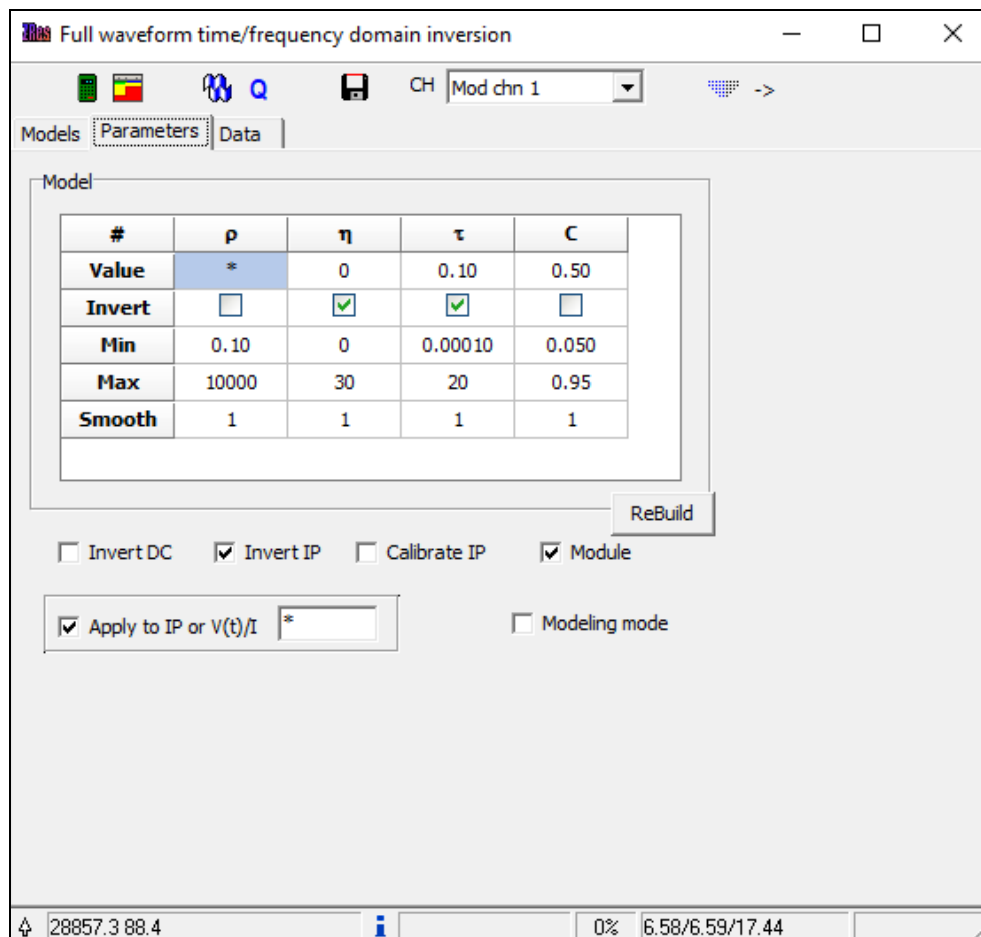 Full waveform time/frequency domain inversion
Q CH Mod chn 1 ->
Models Parameters Data
Model
# ρ η τ C
Value * 0 0.10 0.50
Invert
Min 0.10 0 0.00010 0.050
Max 10000 30 20 0.95
Smooth 1 1 1 1
ReBuild
Invert DC Invert IP Calibrate IP Module
Apply to IP or V(t)/I * Modeling mode
28857.3 88.4 i 0% 6.58/6.59/17.44